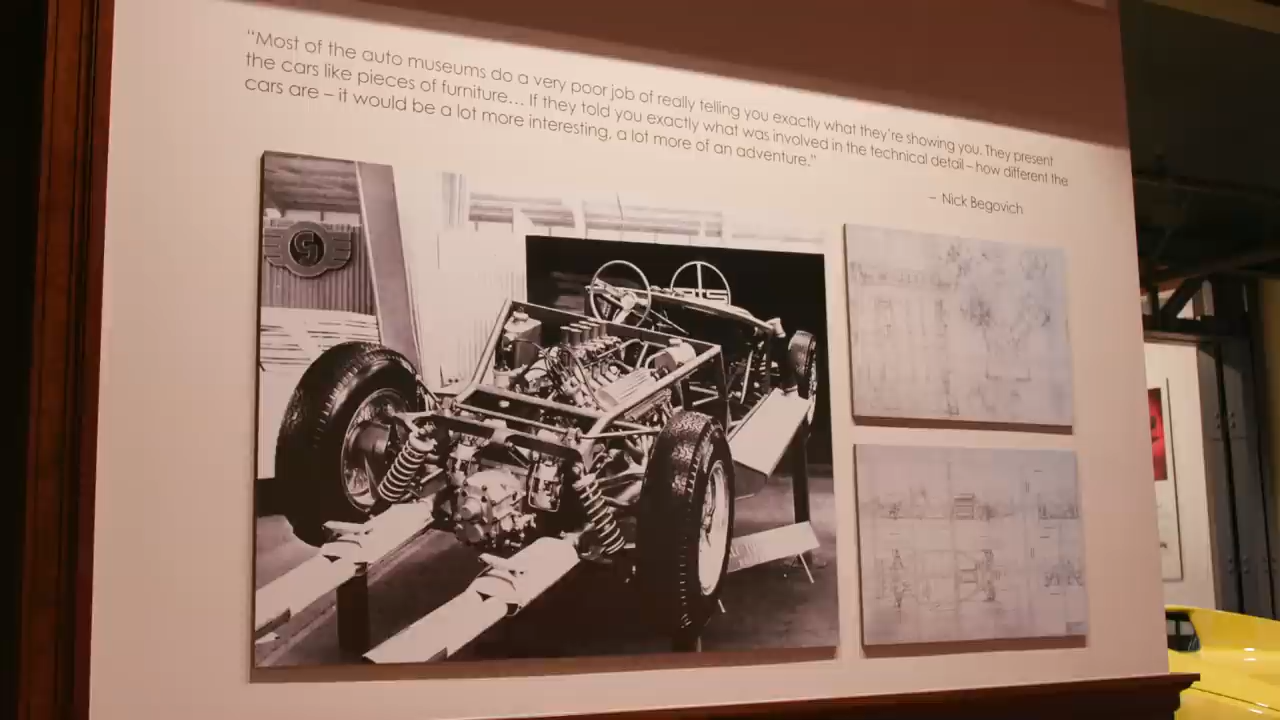 “Most of the auto museums do a very poor job of really telling you exactly what they’re showing you. They present
the cars like pieces of furniture… If they told you exactly what was involved in the technical detail – how different the
cars are – it would be a lot more interesting, a lot more of an adventure.”
– Nick Begovich